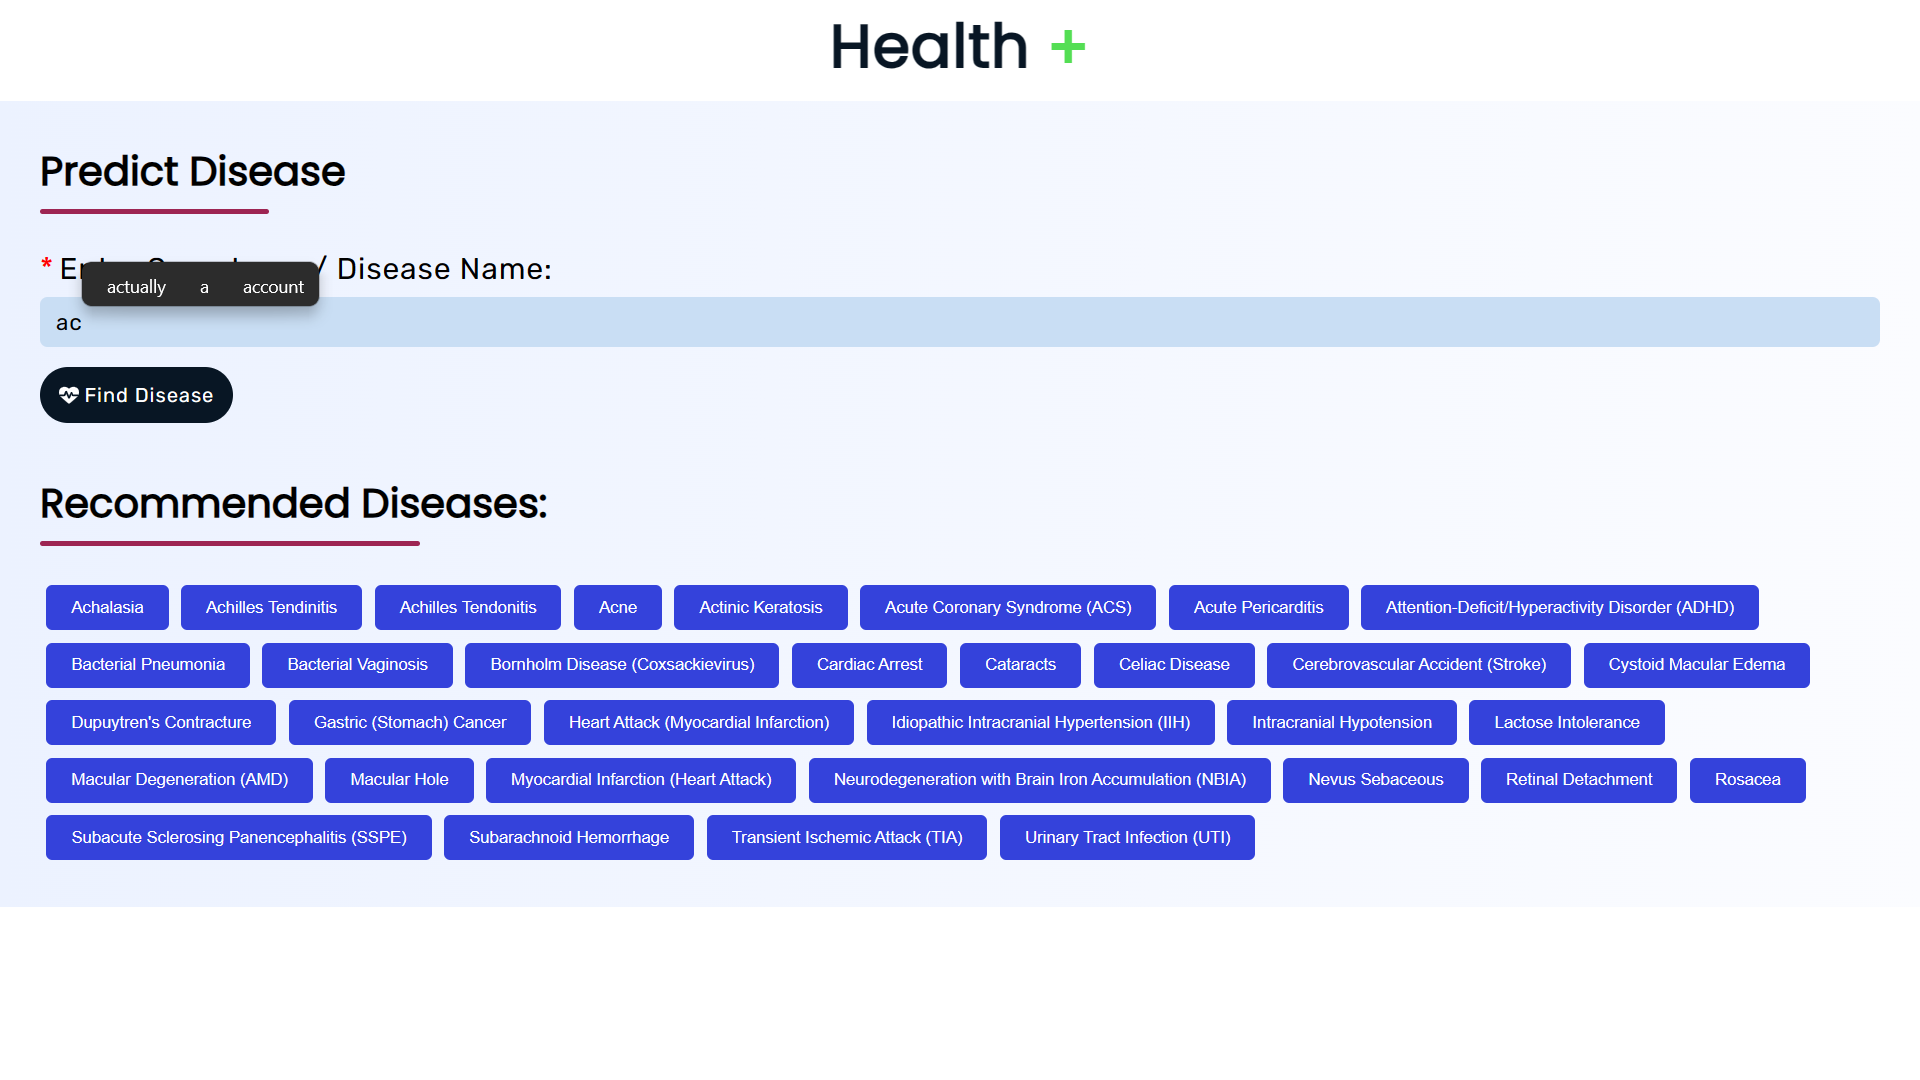 Health +
Predict Disease
* / Disease Name:
actually a account
ac
Find Disease
Recommended Diseases:
Achalasia Achilles Tendinitis Achilles Tendonitis Acne Actinic Keratosis Acute Coronary Syndrome (ACS) Acute Pericarditis Attention-Deficit/Hyperactivity Disorder (ADHD)
Bacterial Pneumonia Bacterial Vaginosis Bornholm Disease (Coxsackievirus) Cardiac Arrest Cataracts Celiac Disease Cerebrovascular Accident (Stroke) Cystoid Macular Edema
Dupuytren's Contracture Gastric (Stomach) Cancer Heart Attack (Myocardial Infarction) Idiopathic Intracranial Hypertension (IIH) Intracranial Hypotension Lactose Intolerance
Macular Degeneration (AMD) Macular Hole Myocardial Infarction (Heart Attack) Neurodegeneration with Brain Iron Accumulation (NBIA) Nevus Sebaceous Retinal Detachment Rosacea
Subacute Sclerosing Panencephalitis (SSPE) Subarachnoid Hemorrhage Transient Ischemic Attack (TIA) Urinary Tract Infection (UTI)